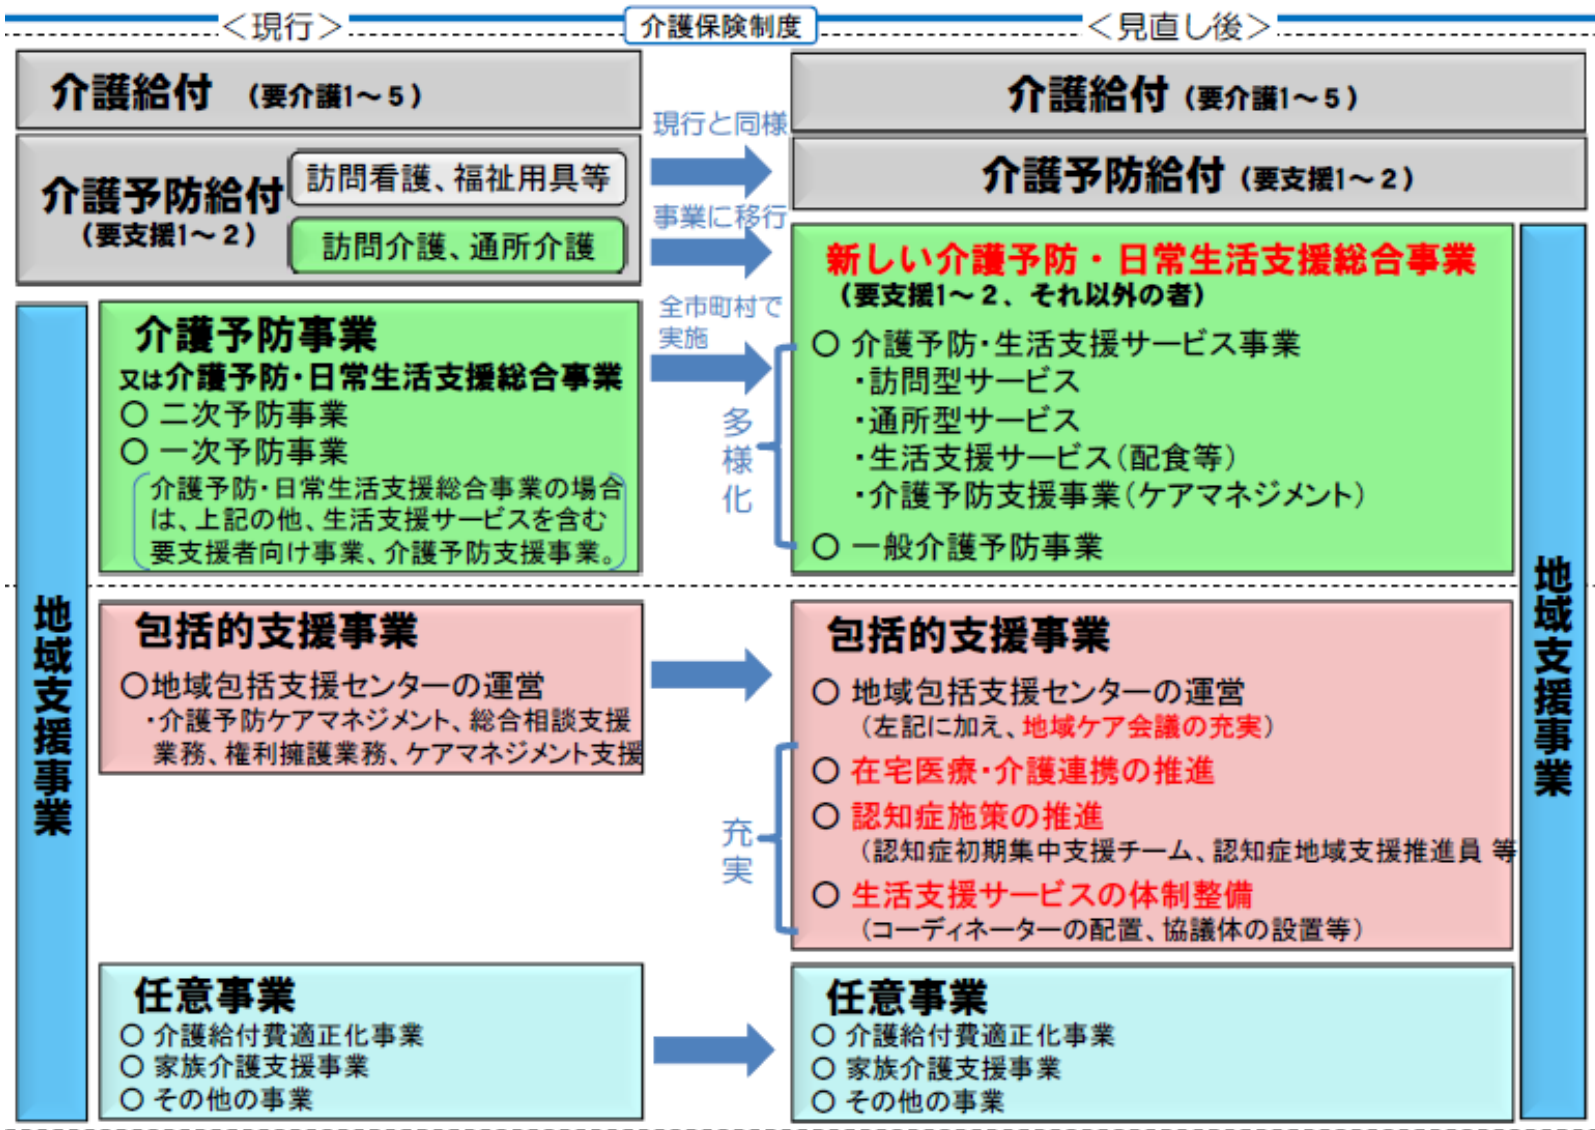 ＜現行＞
介護保険制度
＜見直し後＞
介護給付 （要介護1～５）
介護予防給付
（要支援1～２）
訪問看護、福祉用具等
訪問介護、通所介護
介護予防事業
又は介護予防・日常生活支援総合事業
○ 二次予防事業
○ 一次予防事業
介護予防・日常生活支援総合事業の場合
は、上記の他、生活支援サービスを含む
要支援者向け事業、介護予防支援事業。
地域支援事業
包括的支援事業
○地域包括支援センターの運営
・介護予防ケアマネジメント、総合相談支援
業務、権利擁護業務、ケアマネジメント支援
任意事業
○ 介護給付費適正化事業
○ 家族介護支援事業
○ その他の事業
現行と同様
事業に移行
全市町村で
実施
多様化
充実
介護給付（要介護1～５）
介護予防給付（要支援1～２）
新しい介護予防・日常生活支援総合事業
（要支援1～２、それ以外の者）
○ 介護予防・生活支援サービス事業
・訪問型サービス
・通所型サービス
・生活支援サービス（配食等）
・介護予防支援事業（ケアマネジメント）
○ 一般介護予防事業
包括的支援事業
○ 地域包括支援センターの運営
（左記に加え、地域ケア会議の充実）
○ 在宅医療・介護連携の推進
○ 認知症施策の推進
（認知症初期集中支援チーム、認知症地域支援推進員 等
○ 生活支援サービスの体制整備
（コーディネーターの配置、協議体の設置等）
任意事業
○ 介護給付費適正化事業
○ 家族介護支援事業
○ その他の事業
地域支援事業